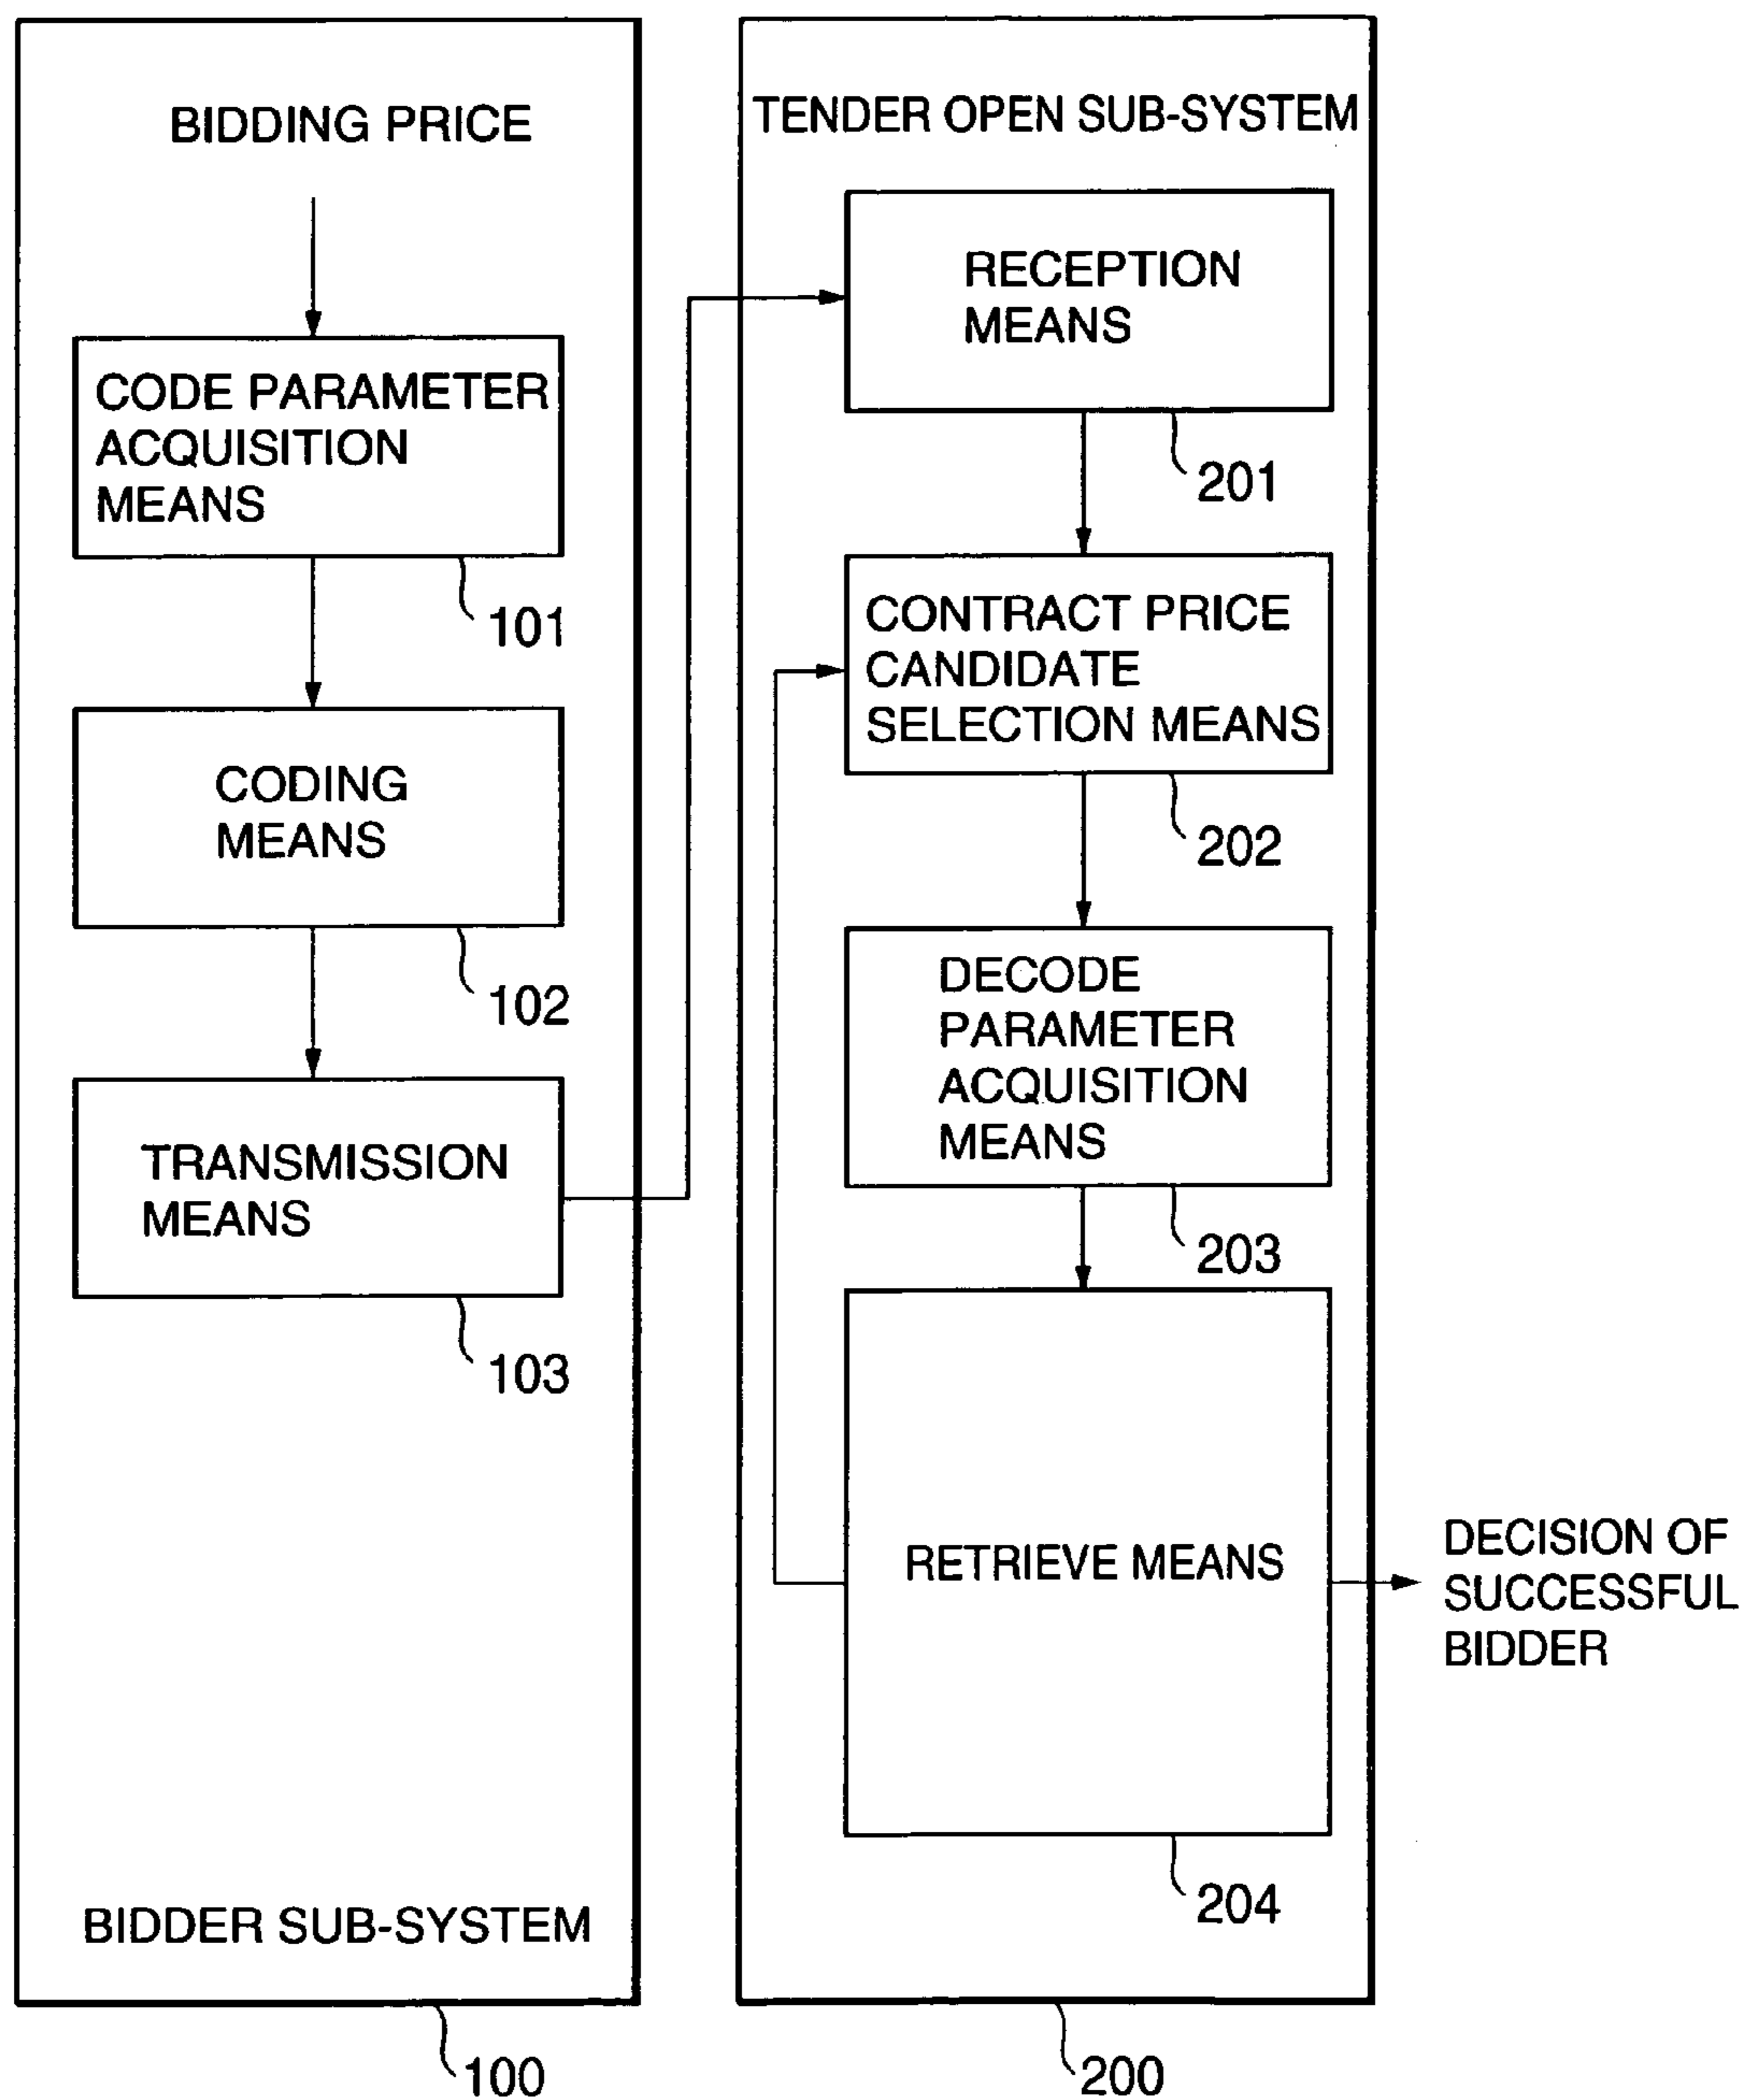 BIDDING PRICE
CODE PARAMETER
ACQUISITION
MEANS
101
CODING
MEANS
102
TRANSMISSION
MEANS
103
BIDDER SUB-SYSTEM
100
TENDER OPEN SUB-SYSTEM
RECEPTION
MEANS
201
CONTRACT PRICE
CANDIDATE
SELECTION MEANS
202
DECODE
PARAMETER
ACQUISITION
MEANS
203
RETRIEVE MEANS
204
200
DECISION OF
SUCCESSFUL
BIDDER